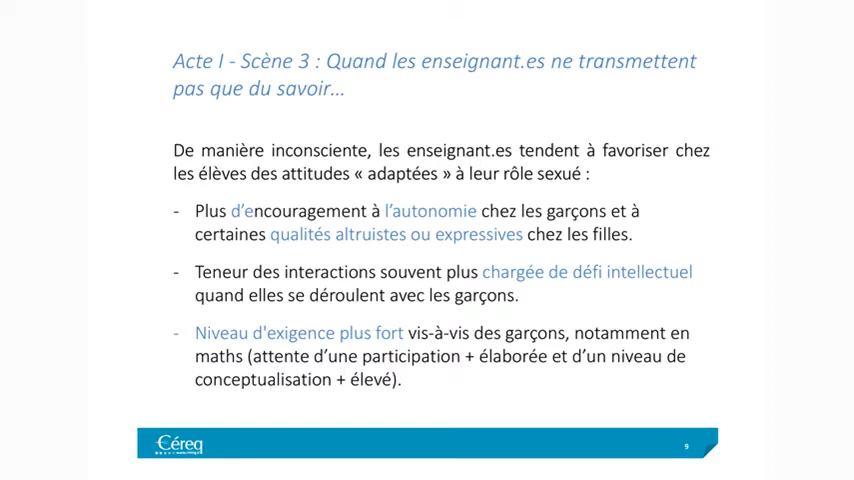 Acte I - Scène 3 : Quand les enseignant.es ne transmettent
pas que du savoir...
De manière inconsciente, les enseignant.es tendent à favoriser chez
les élèves des attitudes « adaptées » à leur rôle sexué :
- Plus d'encouragement à l'autonomie chez les garçons et à
certaines qualités altruistes ou expressives chez les filles.
- Teneur des interactions souvent plus chargée de défi intellectuel
quand elles se déroulent avec les garçons.
- Niveau d'exigence plus fort vis-à-vis des garçons, notamment en
maths (attente d'une participation + élaborée et d'un niveau de
conceptualisation + élevé).
Céreq
9